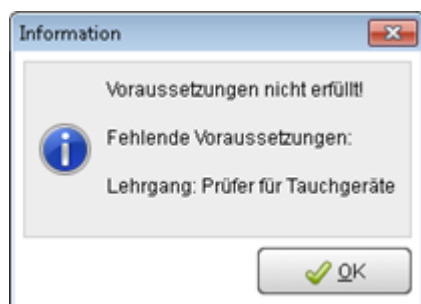 Information
Voraussetzungen nicht erfüllt!
Fehlende Voraussetzungen:
Lehrgang: Prüfer für Tauchgeräte
OK